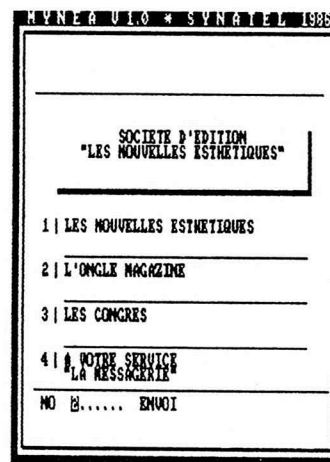 MYNEA V1.0 * SYNATEL 1986
SOCIETE D'EDITION
"LES NOUVELLES ESTHETIQUES"
1 | LES NOUVELLES ESTHETIQUES
2 | L'ONGLE MAGAZINE
3 | LES CONGRES
4 | A VOTRE SERVICE
"LA MESSAGERIE"
NO ....... ENVOI